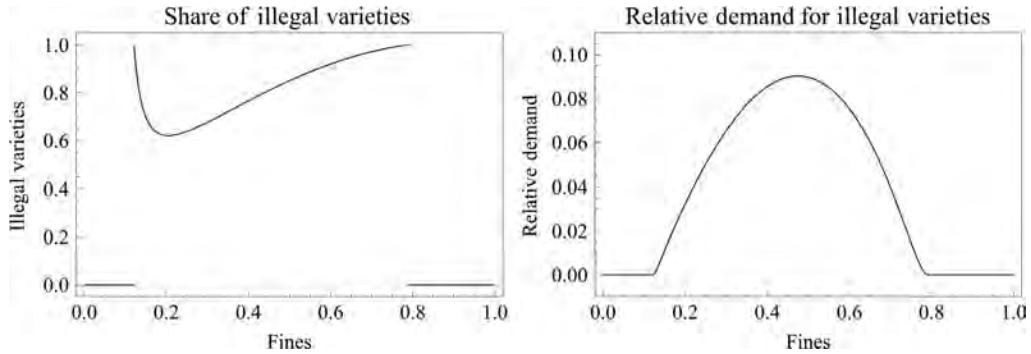 Share of illegal varieties
Illegal varieties
1.0
0.8
0.6
0.4
0.2
0.0
0.0 0.2 0.4 0.6 0.8 1.0
Fines
Relative demand for illegal varieties
Relative demand
0.10
0.08
0.06
0.04
0.02
0.00
0.0 0.2 0.4 0.6 0.8 1.0
Fines